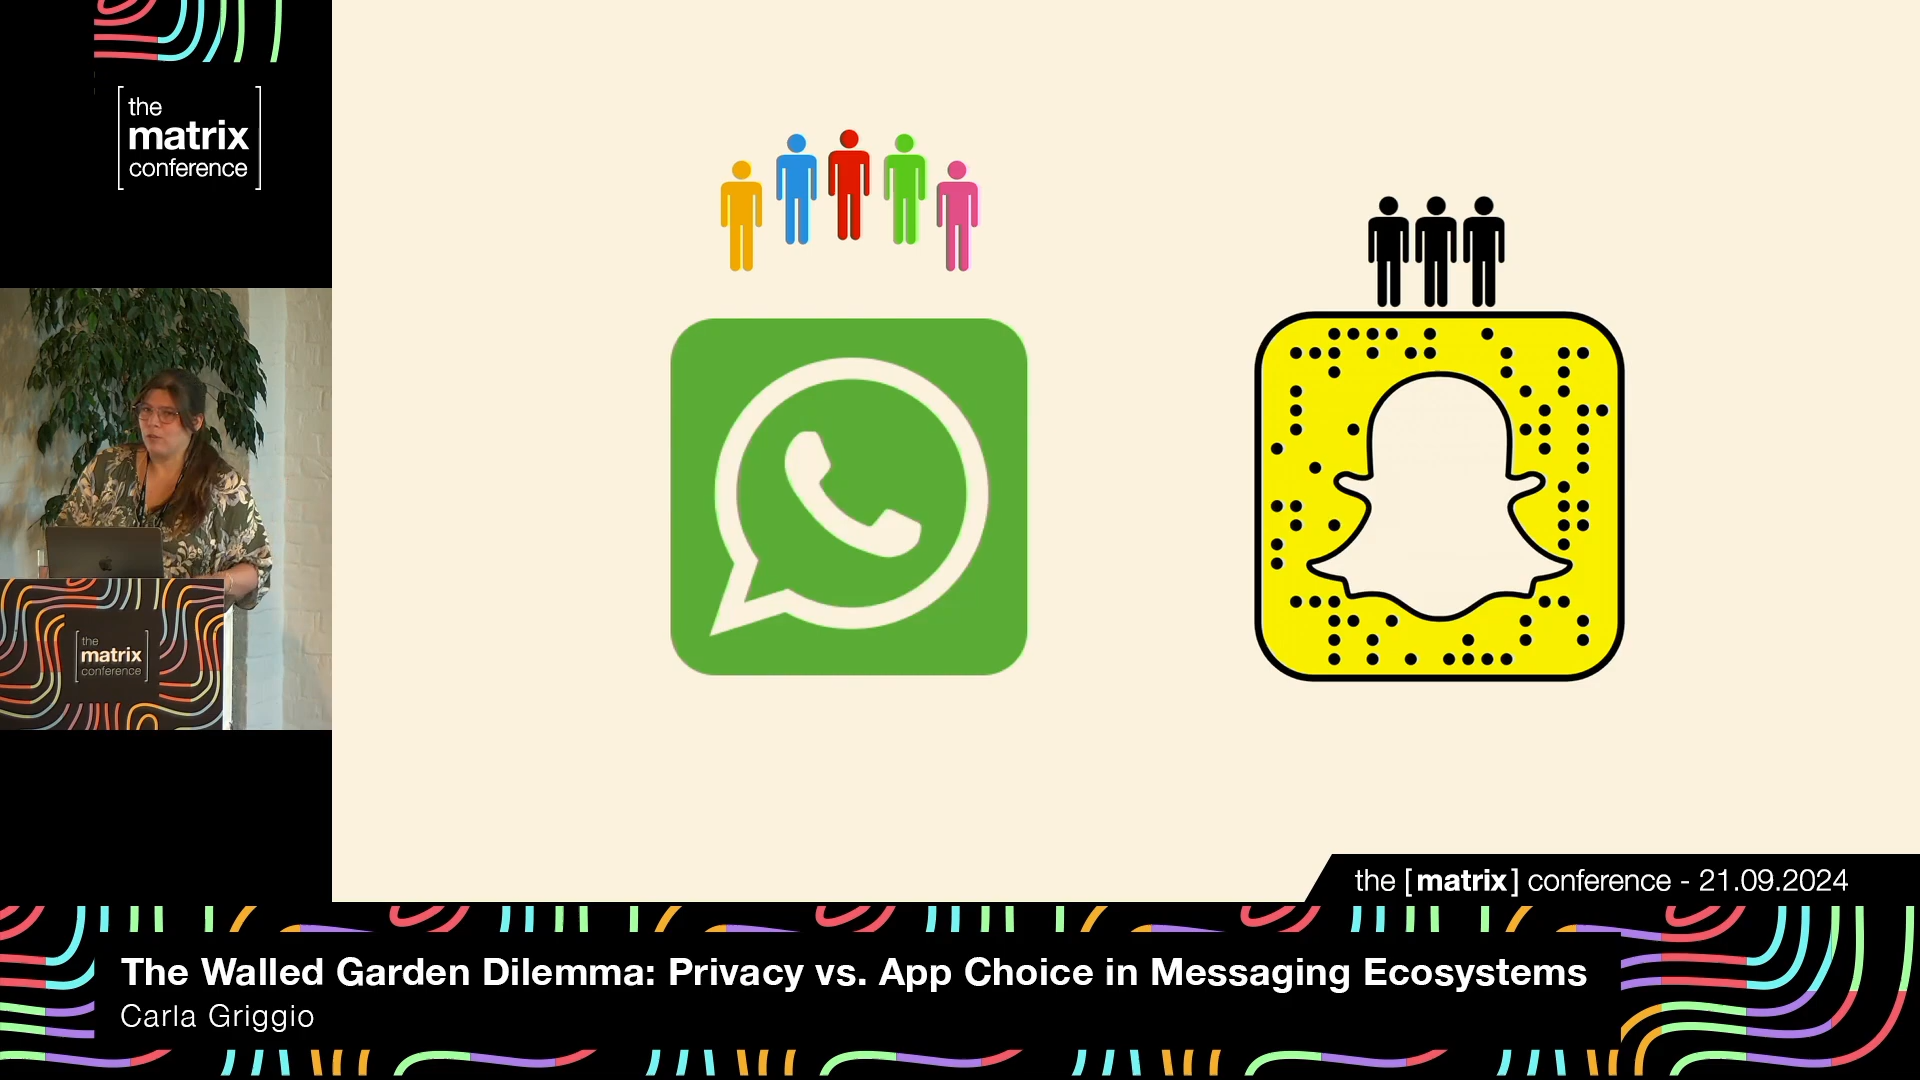 the
matrix
conference
the
matrix
conference
the [matrix] conference - 21.09.2024
The Walled Garden Dilemma: Privacy vs. App Choice in Messaging Ecosystems
Carla Griggio